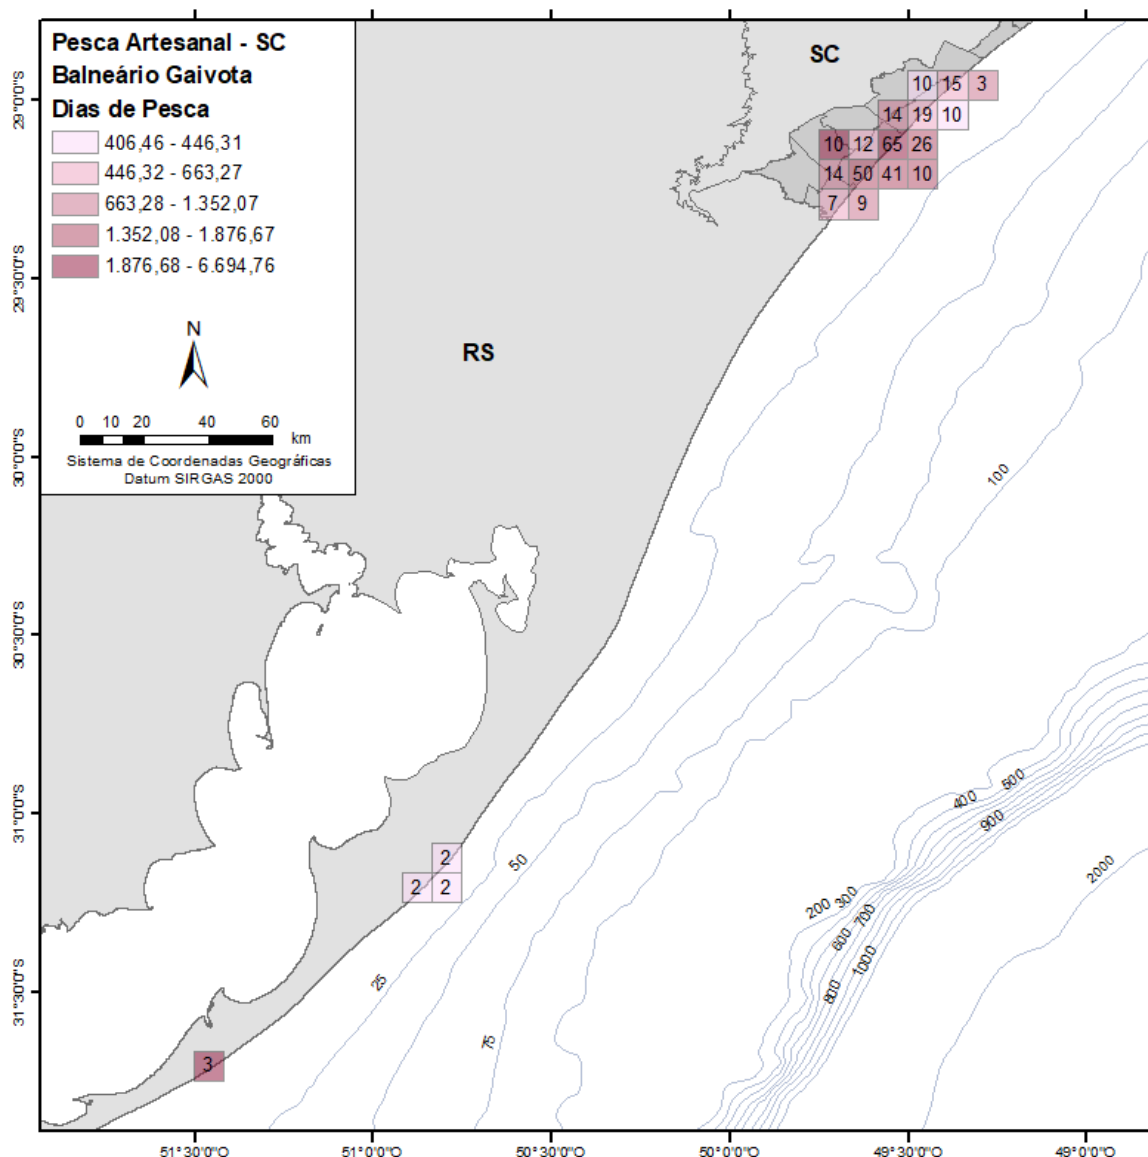 Pesca Artesanal - SC
Balneário Gaivota
Dias de Pesca
406,46 - 446,31
446,32 - 663,27
663,28 - 1.352,07
1.352,08 - 1.876,67
1.876,68 - 6.694,76
N
0 10 20 40 60 km
Sistema de Coordenadas Geográficas
Datum SIRGAS 2000
SC
RS
10 15 3
14 19 10
10 12 65 26
14 50 41 10
7 9
2
2 2
3
100
50
25
75
400
500
900
200
300
600
700
800
1000
2000
29°0'0"S
29°30'0"S
30°0'0"S
30°30'0"S
31°0'0"S
31°30'0"S
51°30'0"O 51°0'0"O 50°30'0"O 50°0'0"O 49°30'0"O 49°0'0"O